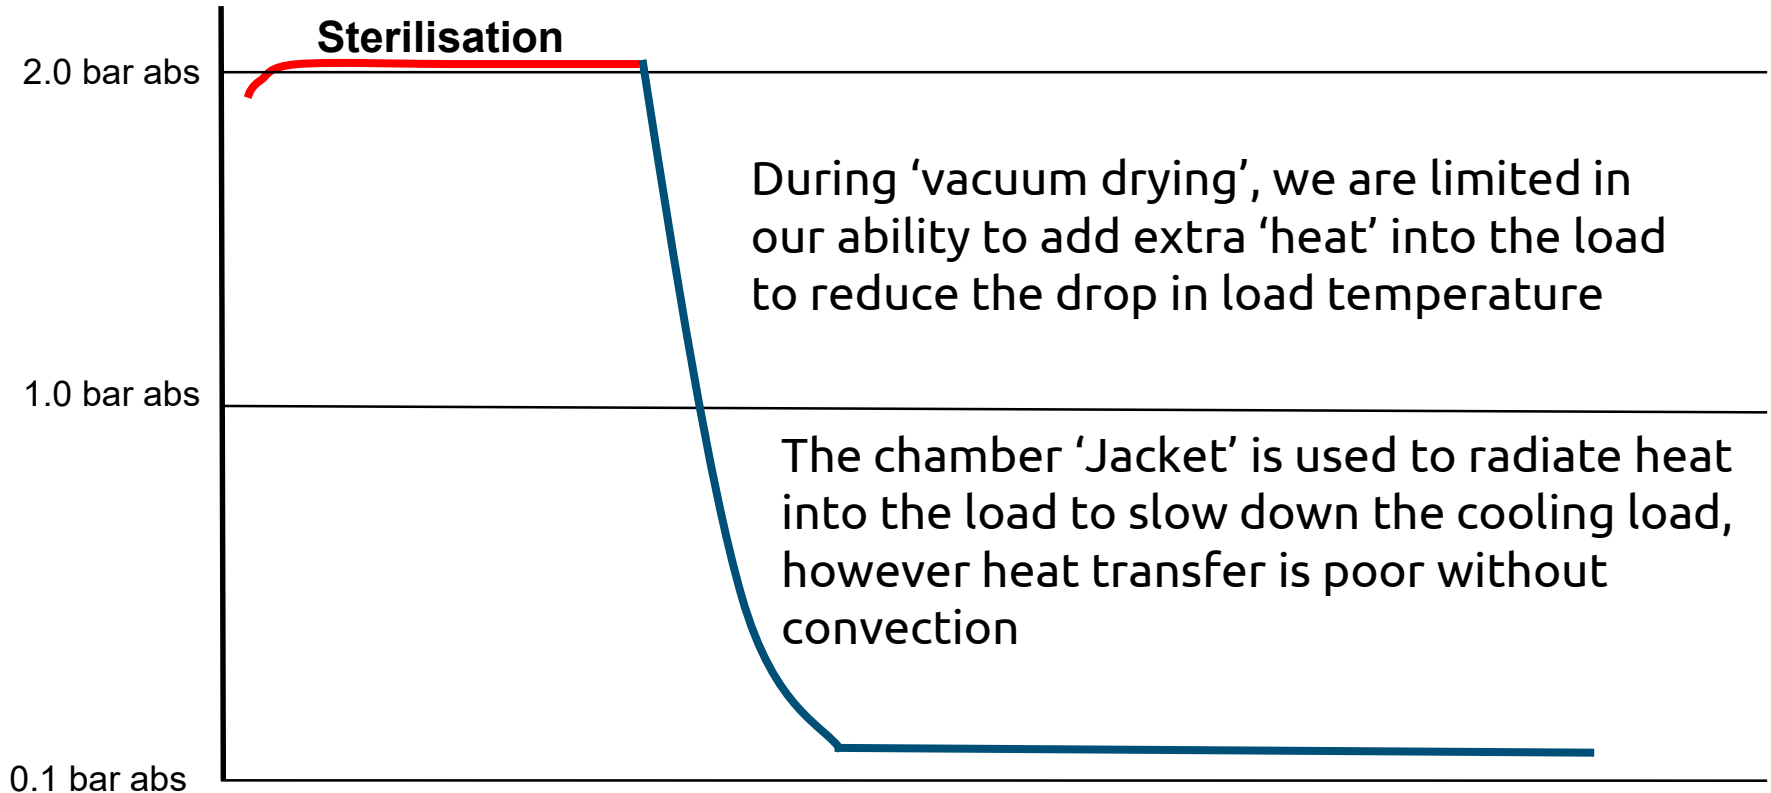 Sterilisation
2.0 bar abs
During ‘vacuum drying’, we are limited in
our ability to add extra ‘heat’ into the load
to reduce the drop in load temperature
1.0 bar abs
The chamber ‘Jacket’ is used to radiate heat
into the load to slow down the cooling load,
however heat transfer is poor without
convection
0.1 bar abs